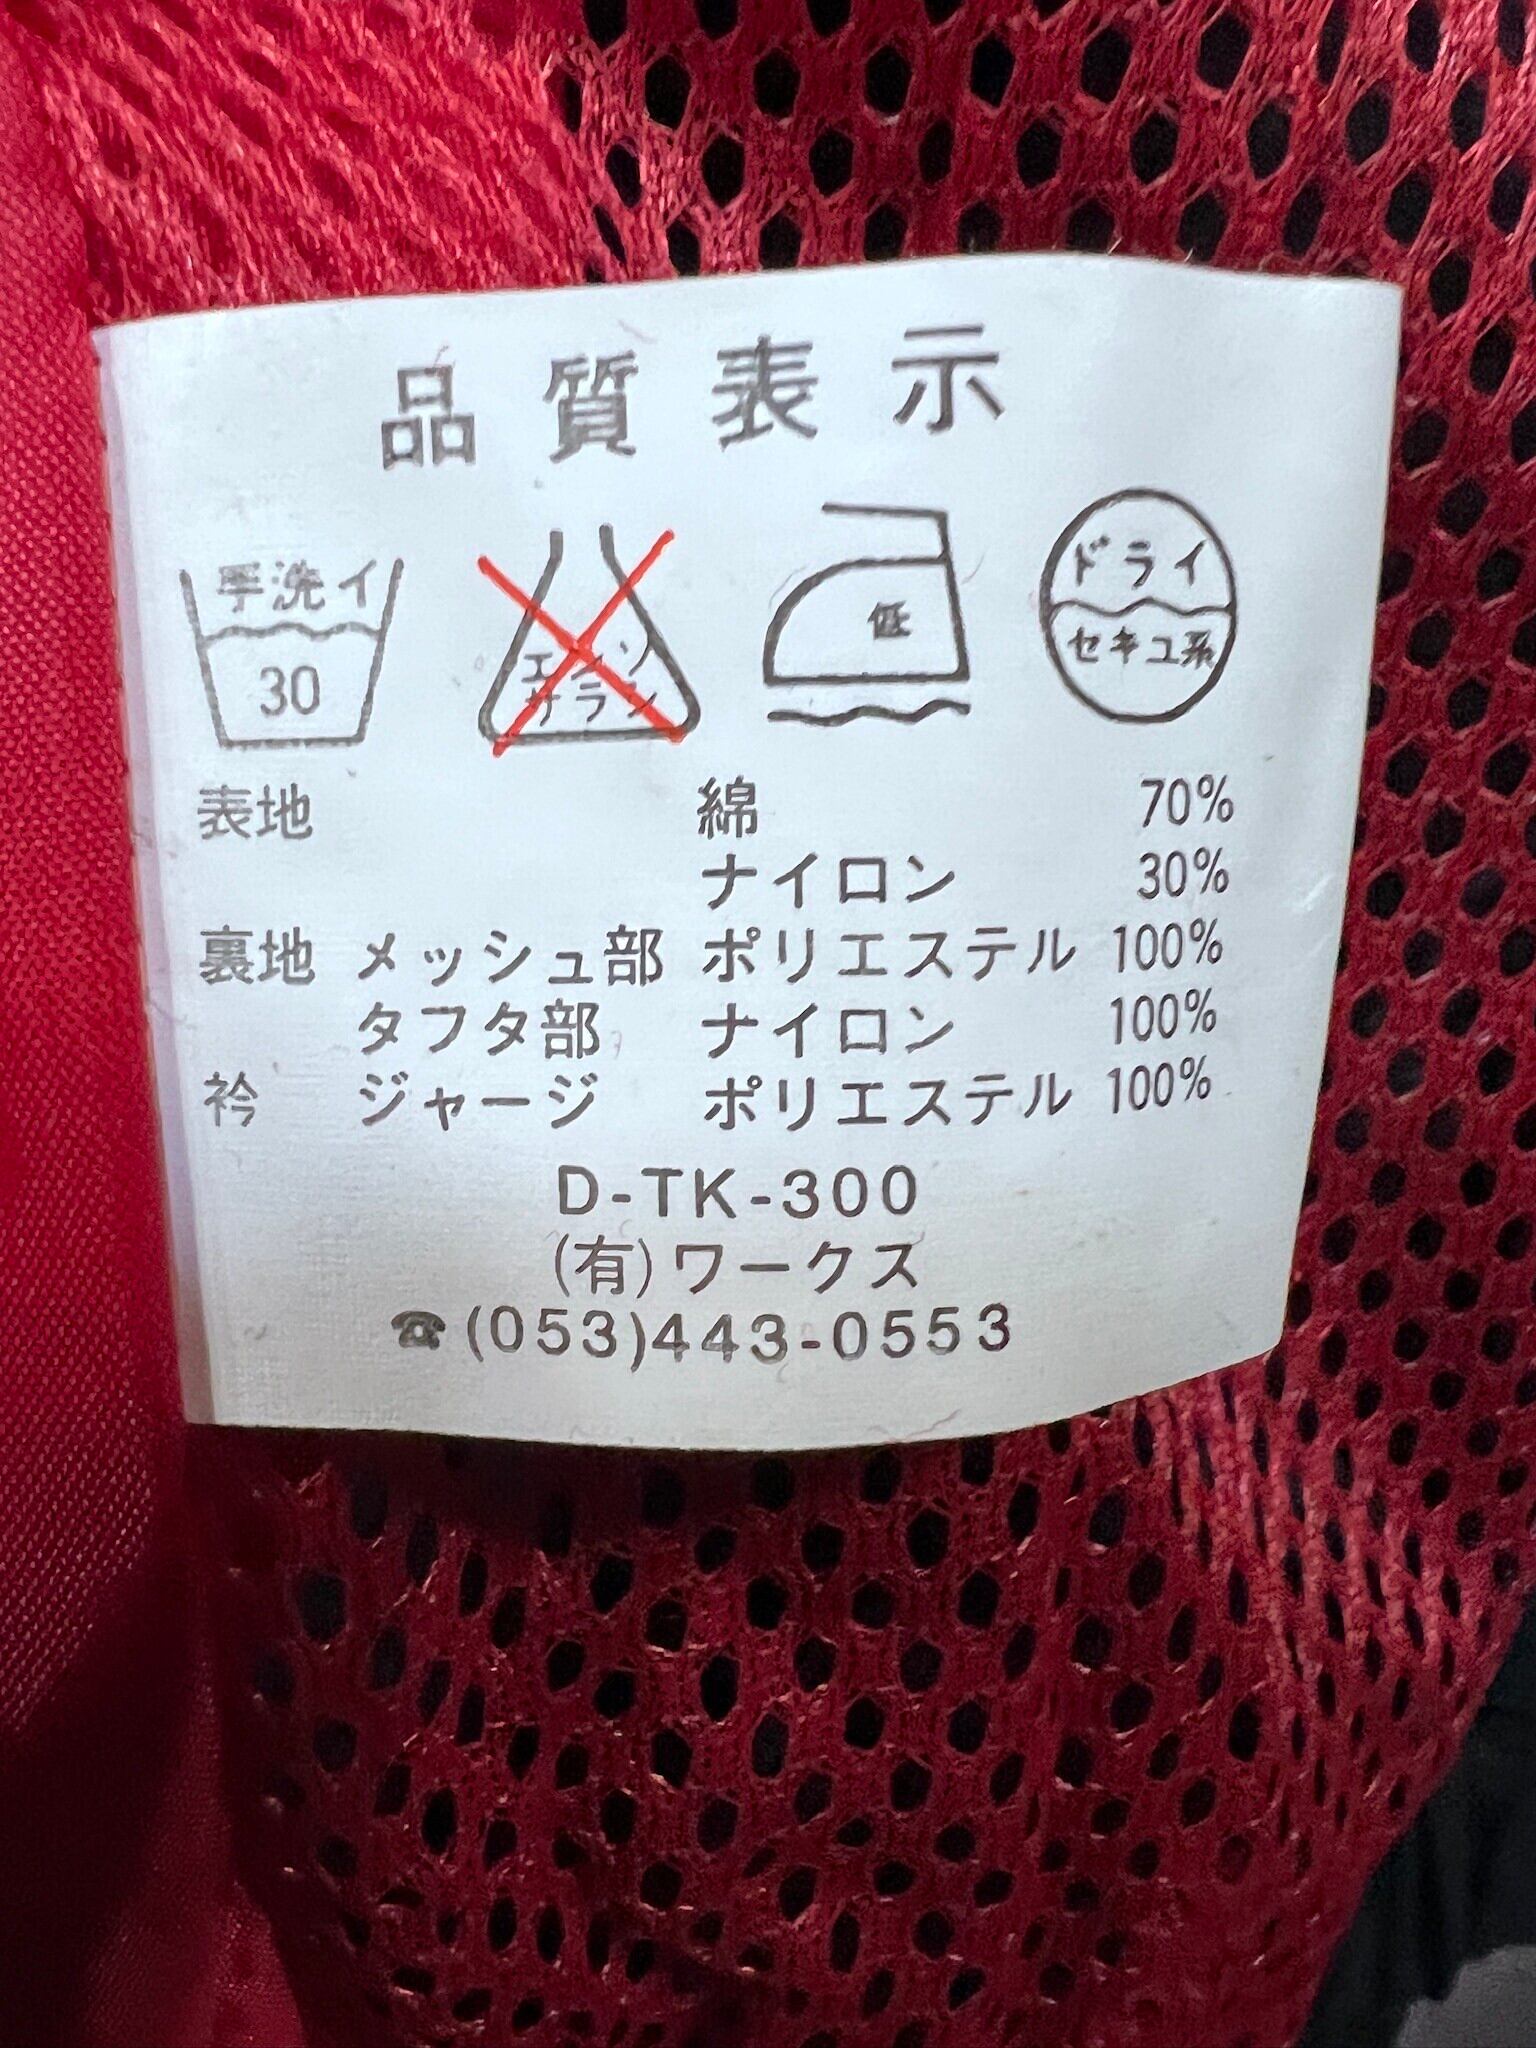 品質表示
手洗イ
30
エンソ
サラシ
低
ドライ
セキユ系
表地 綿 70%
ナイロン 30%
裏地 メッシュ部 ポリエステル 100%
タフタ部 ナイロン 100%
衿 ジャージ ポリエステル 100%
D-TK-300
(有)ワークス
☎(053)443-0553